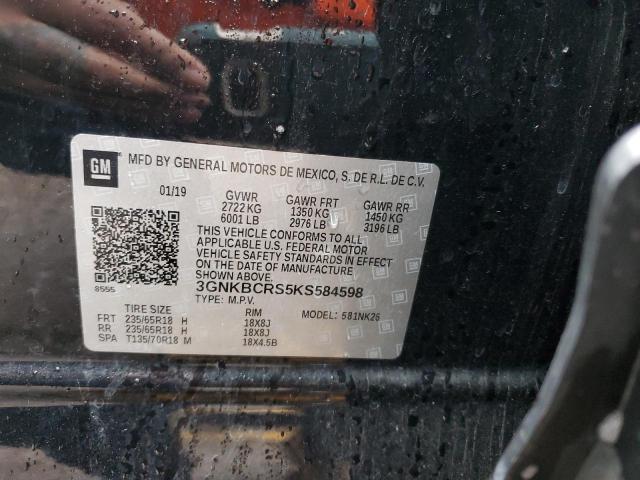 GM
MFD BY GENERAL MOTORS DE MEXICO, S. DE R.L. DE C.V.
01/19 GVWR GAWR FRT GAWR RR
2722 KG 1350 KG 1450 KG
6001 LB 2976 LB 3196 LB
THIS VEHICLE CONFORMS TO ALL
APPLICABLE U.S. FEDERAL MOTOR
VEHICLE SAFETY STANDARDS IN EFFECT
ON THE DATE OF MANUFACTURE
SHOWN ABOVE.
8555
3GNKBCRS5KS584598
TYPE: M.P.V.
TIRE SIZE RIM MODEL: 581NK26
FRT 235/65R18 H 18X8J
RR 235/65R18 H 18X8J
SPA T135/70R18 M 18X4.5B